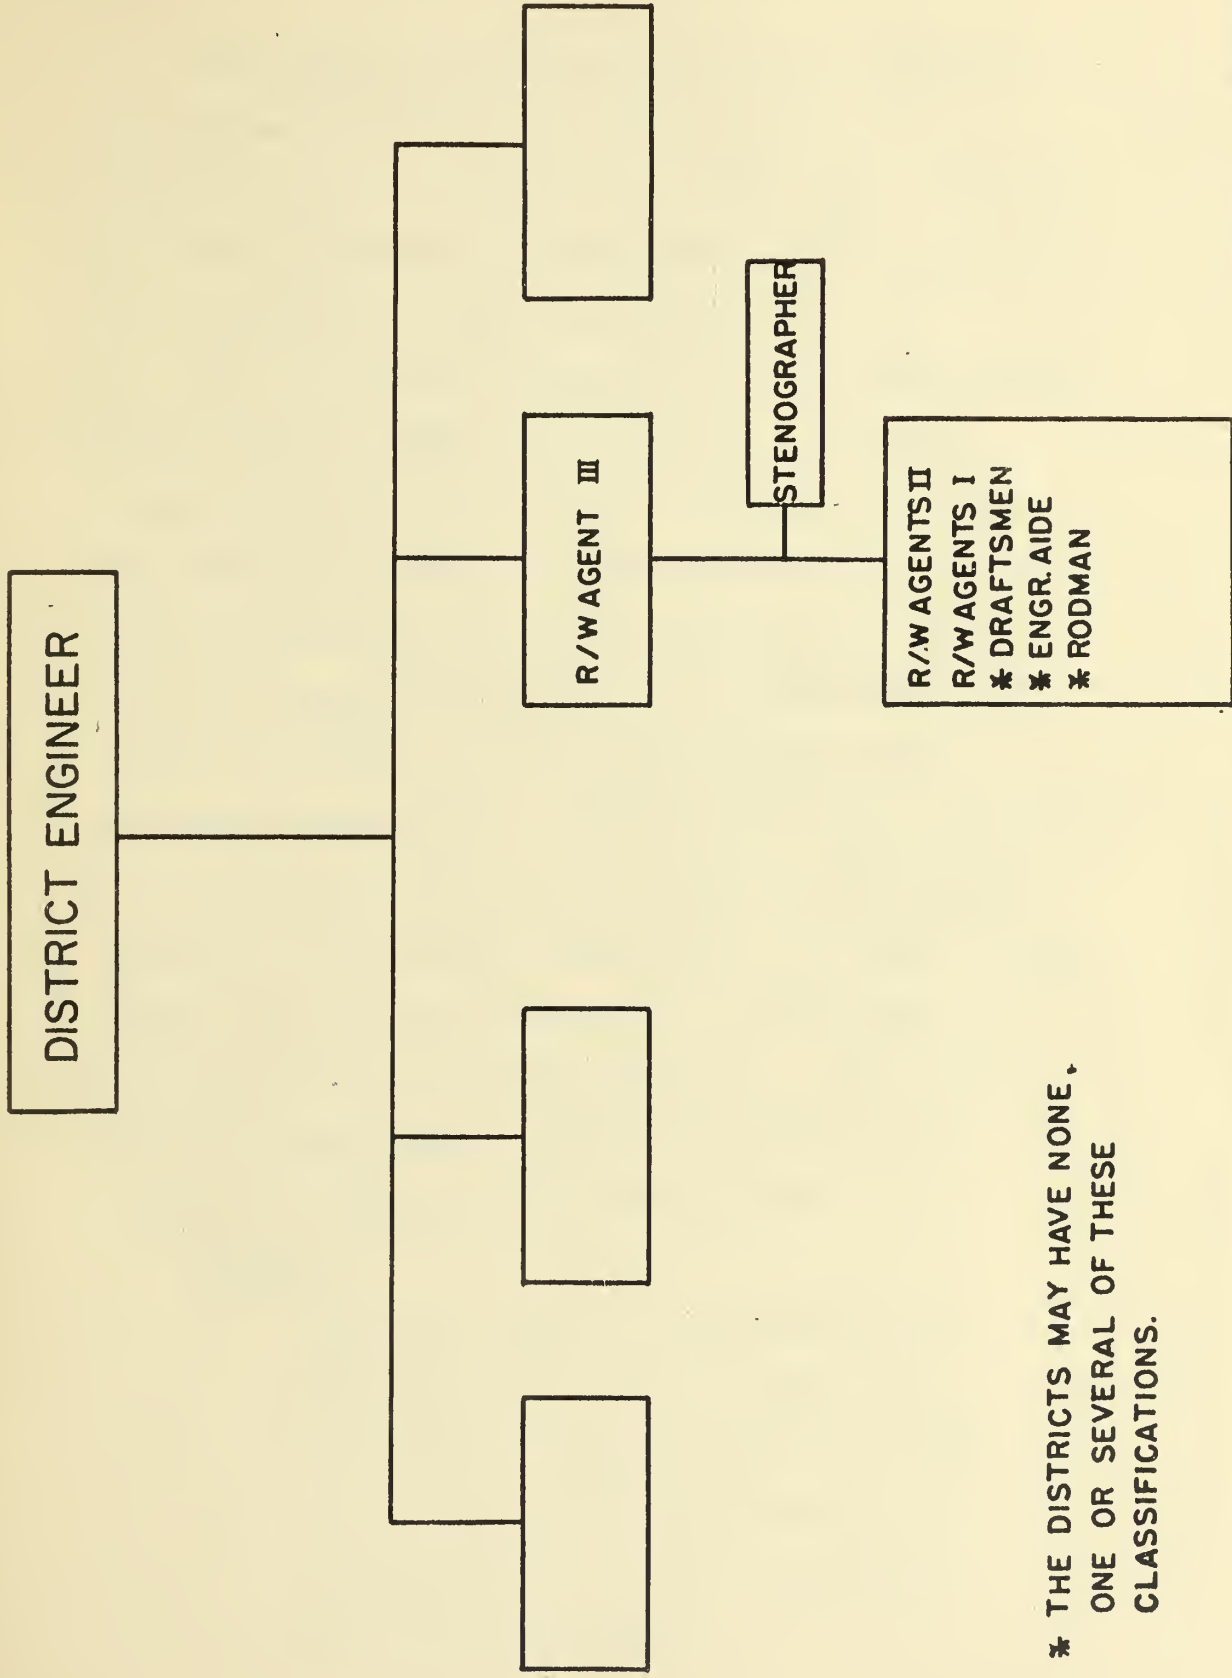 DISTRICT ENGINEER
R/W AGENT III
STENOGRAPHER
R/W AGENTS II
R/W AGENTS I
* DRAFTSMEN
* ENGR. AIDE
* RODMAN
* THE DISTRICTS MAY HAVE NONE,
ONE OR SEVERAL OF THESE
CLASSIFICATIONS.